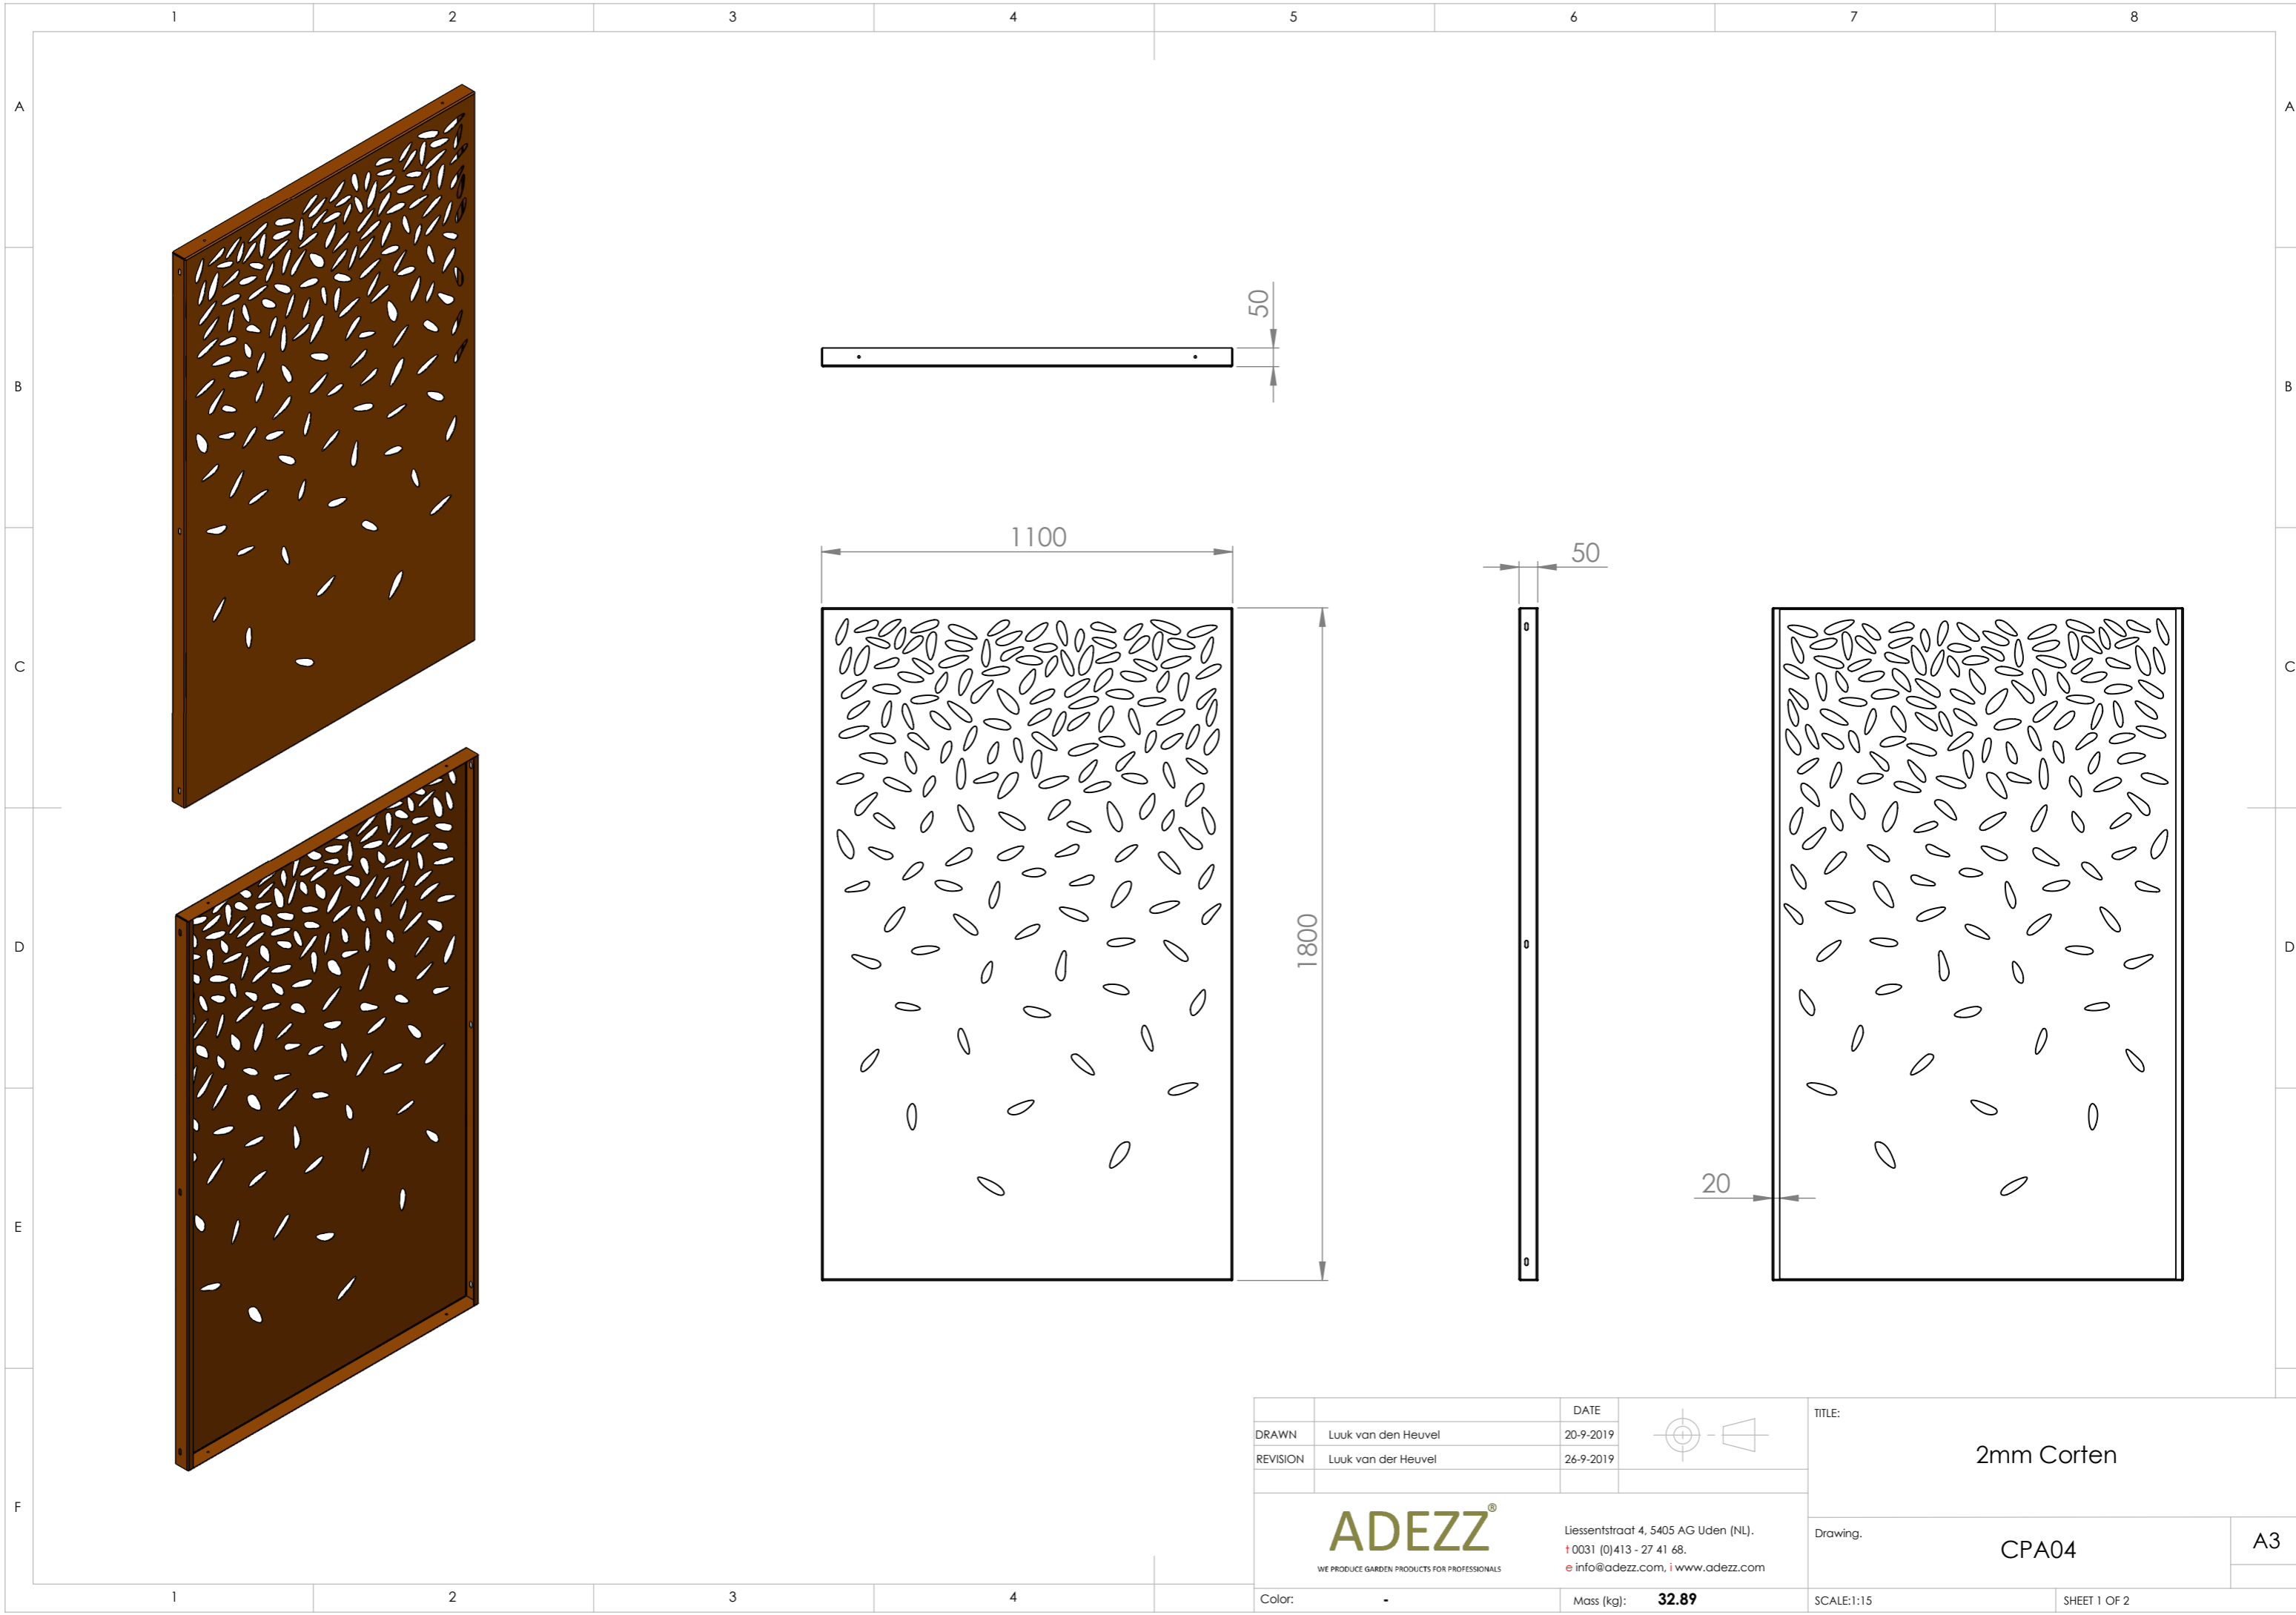 1 2 3 4 5 6 7 8
A A
50
B B
1100
50
C C
1800
D D
20
E E
F
DATE
DRAWN Luuk van den Heuvel 20-9-2019
REVISION Luuk van der Heuvel 26-9-2019
TITLE:
2mm Corten
ADEZZ®
WE PRODUCE GARDEN PRODUCTS FOR PROFESSIONALS
Liessentstraat 4, 5405 AG Uden (NL).
t 0031 (0)413 - 27 41 68.
e info@adezz.com, i www.adezz.com
Drawing.
CPA04
A3
1 2 3 4
Color: -
Mass (kg): 32.89
SCALE:1:15
SHEET 1 OF 2